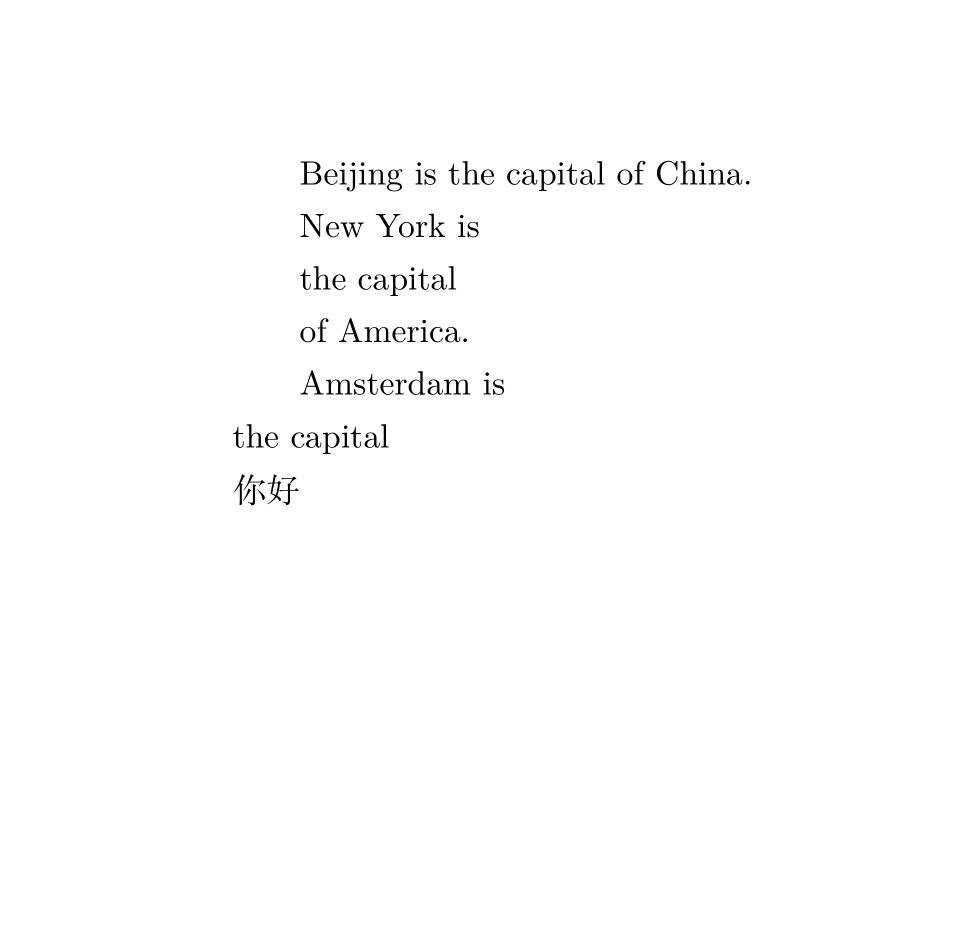 Beijing is the capital of China.
New York is
the capital
of America.
Amsterdam is
the capital
你好